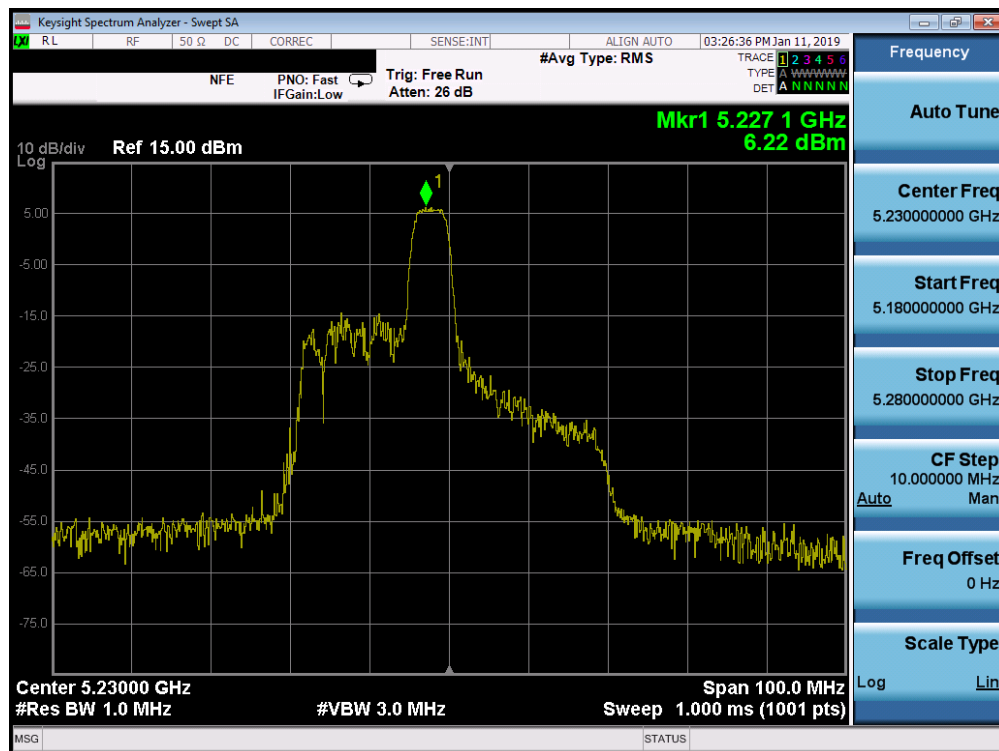 Keysight Spectrum Analyzer - Swept SA
LXI RL RF 50 Ω DC CORREC SENSE:INT ALIGN AUTO 03:26:36 PM Jan 11, 2019
Frequency
NFE PNO: Fast Trig: Free Run #Avg Type: RMS TRACE 1 2 3 4 5 6
TYPE A WWWWW
IFGain:Low Atten: 26 dB DET A N N N N N
Mkr1 5.227 1 GHz
6.22 dBm
10 dB/div Ref 15.00 dBm
Log
1
5.00
-5.00
-15.0
-25.0
-35.0
-45.0
-55.0
-65.0
-75.0
Center 5.23000 GHz Span 100.0 MHz
#Res BW 1.0 MHz #VBW 3.0 MHz Sweep 1.000 ms (1001 pts)
Auto Tune
Center Freq
5.230000000 GHz
Start Freq
5.180000000 GHz
Stop Freq
5.280000000 GHz
CF Step
10.000000 MHz
Auto Man
Freq Offset
0 Hz
Scale Type
Log Lin
MSG STATUS